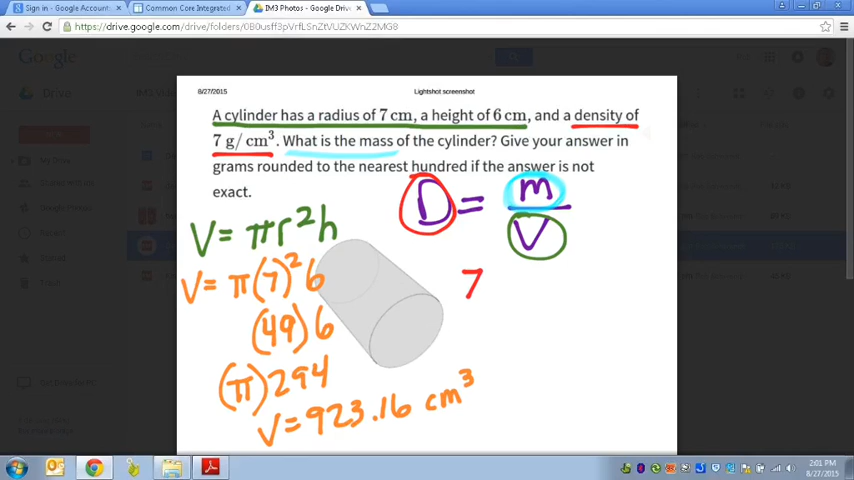 Sign in - Google Accoun
Common Core Integrated
IM3 Photos - Google Drive
https://drive.google.com/drive/folders/0B0usff3pVrfLSnZtVUZKWnZ2MG8
Google
Drive
8/27/2015
Lightshot screenshot
A cylinder has a radius of 7 cm, a height of 6 cm, and a density of
7 g/cm³. What is the mass of the cylinder? Give your answer in
grams rounded to the nearest hundred if the answer is not
exact.
D = m/V
V = πr²h
V = π(7)²6
7
(49)6
(π)294
V = 923.16 cm³
2:01 PM
8/27/2015